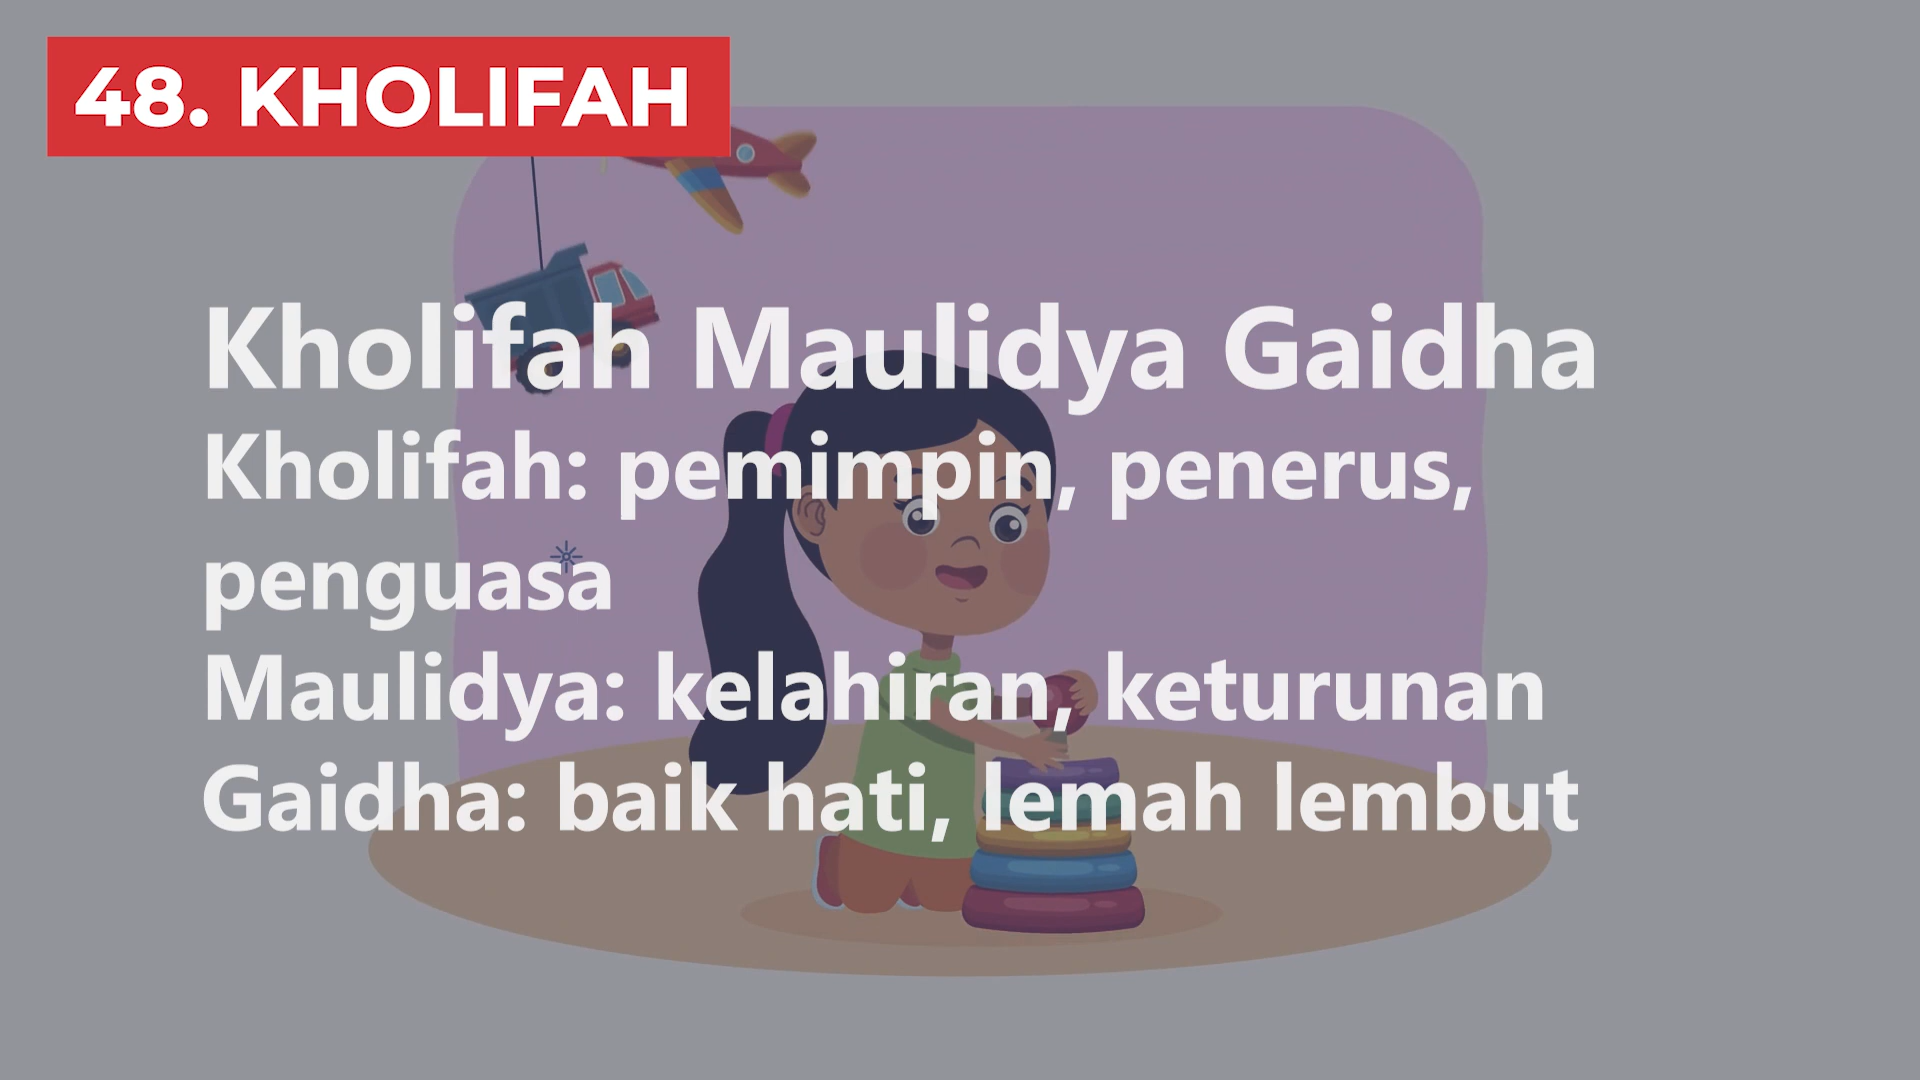 48. KHOLIFAH
Kholifah Maulidya Gaidha
Kholifah: pemimpin, penerus,
penguasa
Maulidya: kelahiran, keturunan
Gaidha: baik hati, lemah lembut